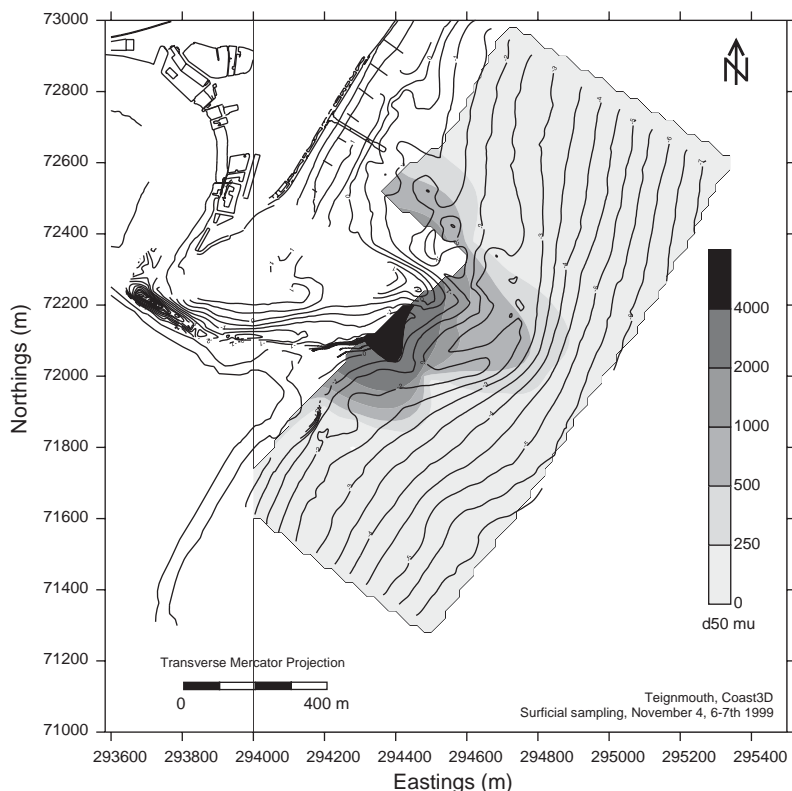 73000
72800
72600
72400
72200
72000
71800
71600
71400
71200
71000
Northings (m)
N
4000
2000
1000
500
250
0
d50 mu
Transverse Mercator Projection
0 400 m
Teignmouth, Coast3D
Surficial sampling, November 4, 6-7th 1999
293600 293800 294000 294200 294400 294600 294800 295000 295200 295400
Eastings (m)